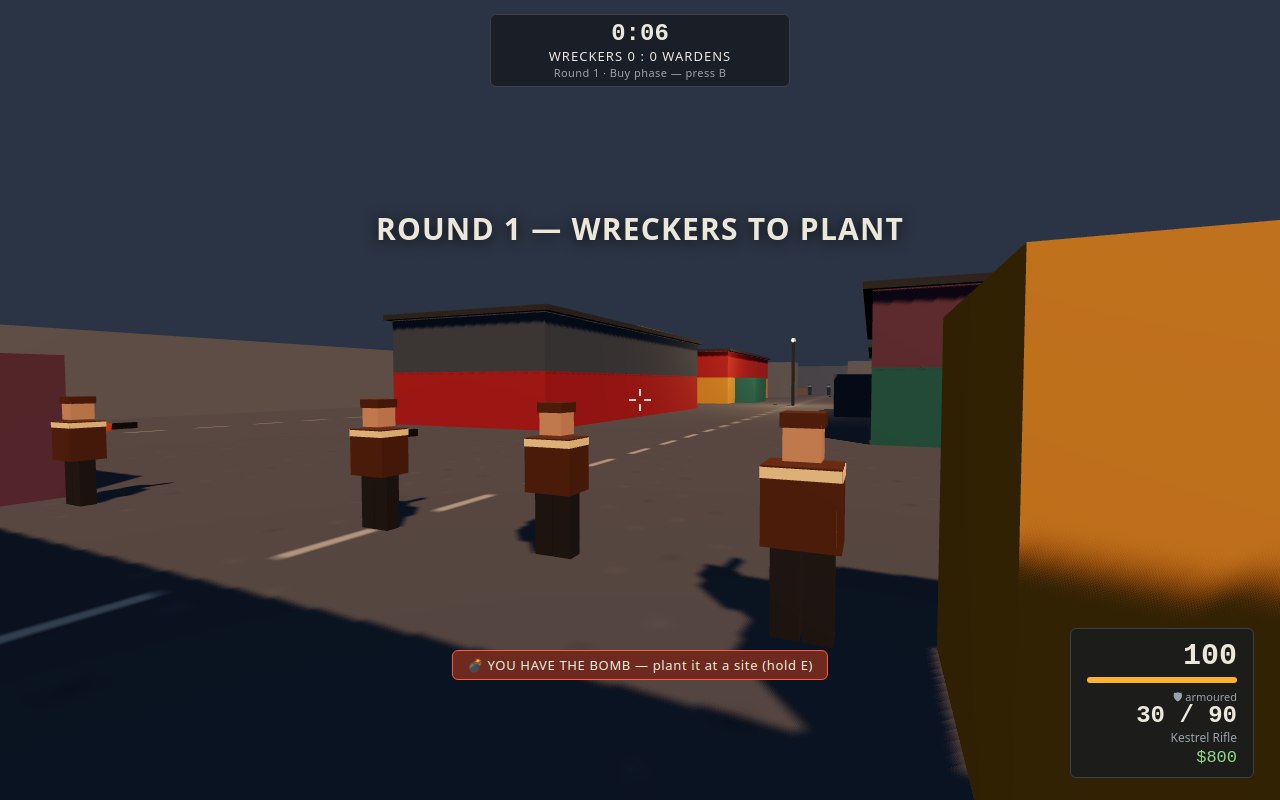 0:06
WRECKERS 0 : 0 WARDENS
Round 1 · Buy phase — press B
ROUND 1 — WRECKERS TO PLANT
💣 YOU HAVE THE BOMB — plant it at a site (hold E)
100
armoured
30 / 90
Kestrel Rifle
$800